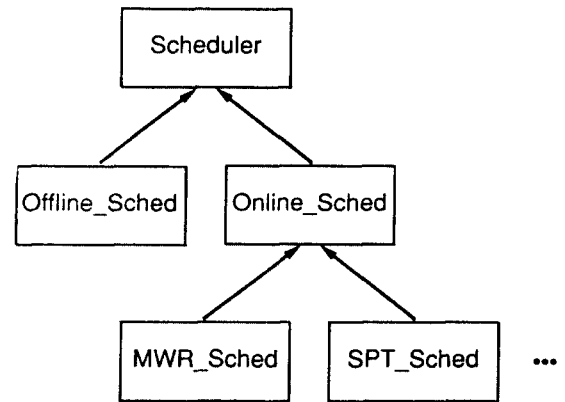 Scheduler
Offline_Sched
Online_Sched
MWR_Sched
SPT_Sched
...